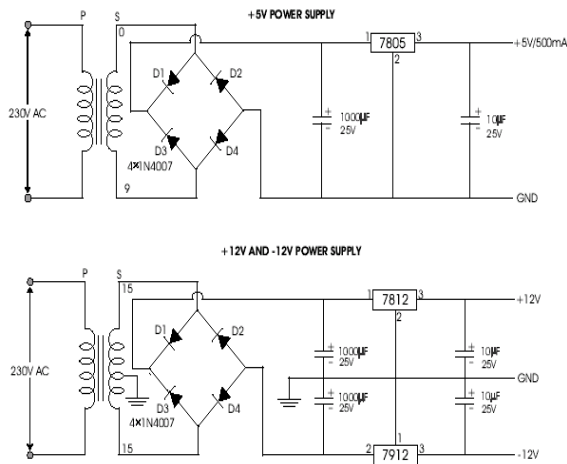 +5V POWER SUPPLY
P
S
0
1
7805
3
+5V/500mA
2
D1
D2
230V AC
+
1000µF
25V
+
10µF
25V
D3
D4
4×1N4007
9
GND
+12V AND -12V POWER SUPPLY
P
S
15
1
7812
3
+12V
2
D1
D2
+
1000µF
25V
+
10µF
25V
230V AC
GND
D3
D4
+
1000µF
25V
+
10µF
25V
4×1N4007
1
15
2
7912
3
-12V